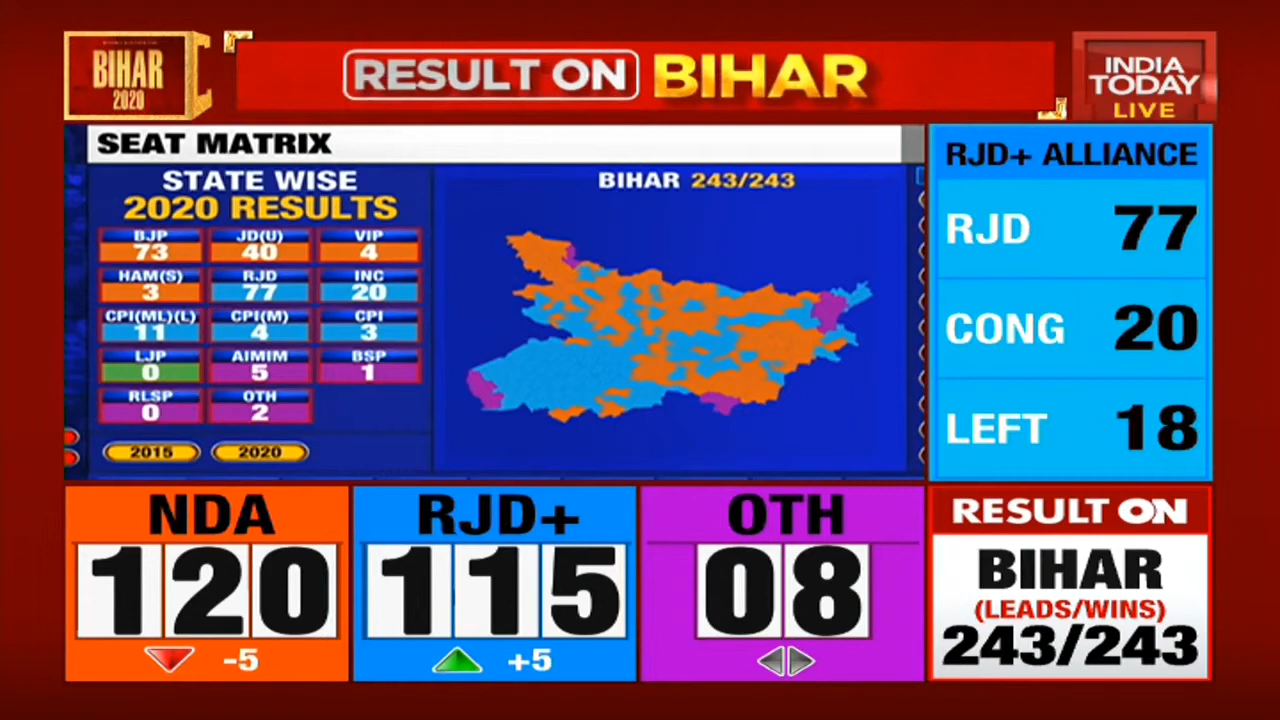 BIHAR
2020
RESULT ON BIHAR
INDIA
TODAY
LIVE
SEAT MATRIX
STATE WISE
2020 RESULTS
BJP JD(U) VIP
73 40 4
HAM(S) RJD INC
3 77 20
CPI(ML)(L) CPI(M) CPI
11 4 3
LJP AIMIM BSP
0 5 1
RLSP OTH
0 2
2015 2020
BIHAR 243/243
RJD+ ALLIANCE
RJD 77
CONG 20
LEFT 18
NDA
120
-5
RJD+
115
+5
OTH
08
RESULT ON
BIHAR
(LEADS/WINS)
243/243